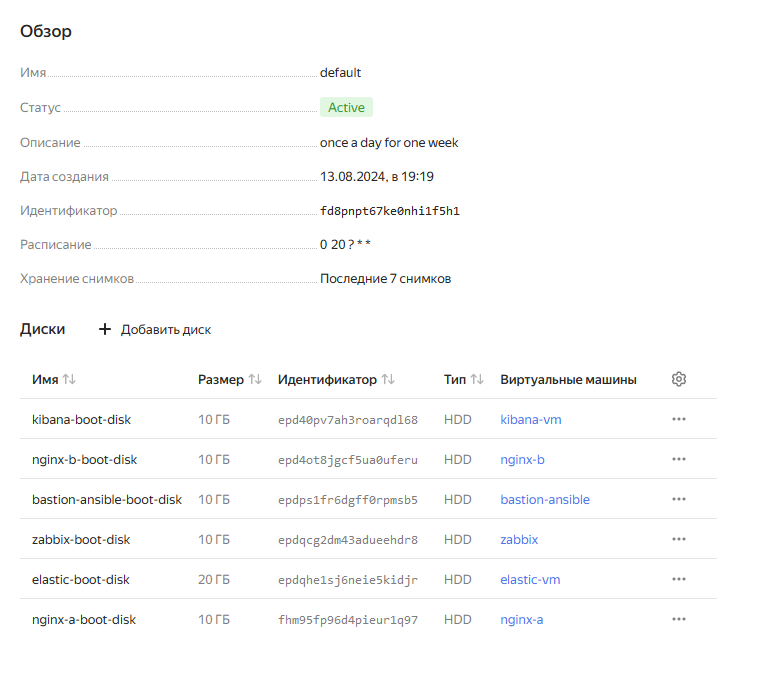 Обзор
Имя default
Статус Active
Описание once a day for one week
Дата создания 13.08.2024, в 19:19
Идентификатор fd8pnpt67ke0nhi1f5h1
Расписание 0 20 ? * *
Хранение снимков Последние 7 снимков
Диски + Добавить диск
Имя Размер Идентификатор Тип Виртуальные машины
kibana-boot-disk 10 ГБ epd40pv7ah3roarqdl68 HDD kibana-vm
nginx-b-boot-disk 10 ГБ epd4ot8jgcf5ua0uferu HDD nginx-b
bastion-ansible-boot-disk 10 ГБ epdps1fr6dgff0rpmsb5 HDD bastion-ansible
zabbix-boot-disk 10 ГБ epdqcg2dm43adueehdr8 HDD zabbix
elastic-boot-disk 20 ГБ epdqhe1sj6neie5kidjr HDD elastic-vm
nginx-a-boot-disk 10 ГБ fhm95fp96d4pieur1q97 HDD nginx-a